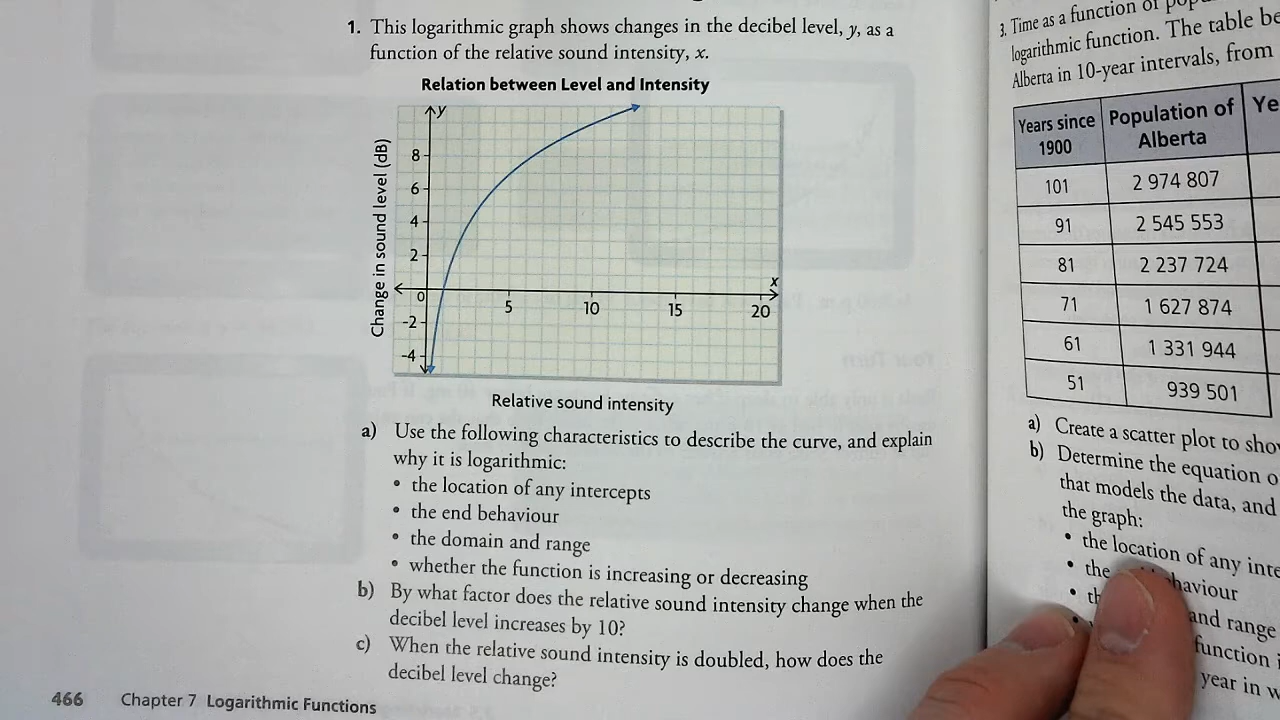 1. This logarithmic graph shows changes in the decibel level, y, as a
function of the relative sound intensity, x.
Relation between Level and Intensity
y
Change in sound level (dB)
8
6
4
2
0
-2
-4
5
10
15
20
x
Relative sound intensity
a) Use the following characteristics to describe the curve, and explain
why it is logarithmic:
• the location of any intercepts
• the end behaviour
• the domain and range
• whether the function is increasing or decreasing
b) By what factor does the relative sound intensity change when the
decibel level increases by 10?
c) When the relative sound intensity is doubled, how does the
decibel level change?
466 Chapter 7 Logarithmic Functions
3. Time as a function of
logarithmic function. The table
Alberta in 10-year intervals, from
Years since 1900 Population of Alberta Ye
101 2 974 807
91 2 545 553
81 2 237 724
71 1 627 874
61 1 331 944
51 939 501
a) Create a scatter plot to
b) Determine the equation
that models the data, and
the graph:
• the location of any
• the
and range
function
year in